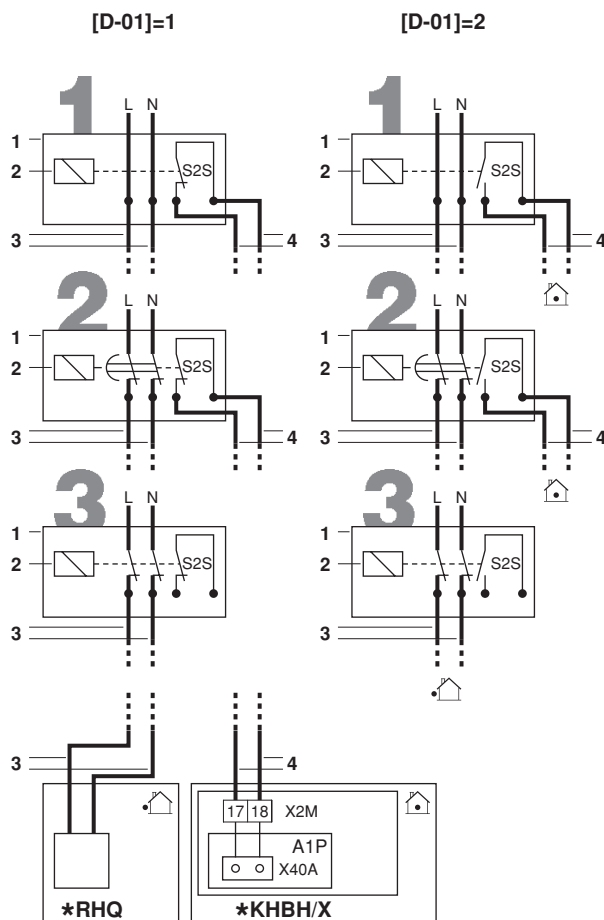 [D-01]=1 [D-01]=2
1 1
L N L N
1 1
2 S2S 2 S2S
3 4 3 4
2 2
L N L N
1 1
2 S2S 2 S2S
3 4 3 4
3 3
L N L N
1 1
2 S2S 2 S2S
3 3
3 4
17 18 X2M
A1P
X40A
*RHQ *KHBH/X